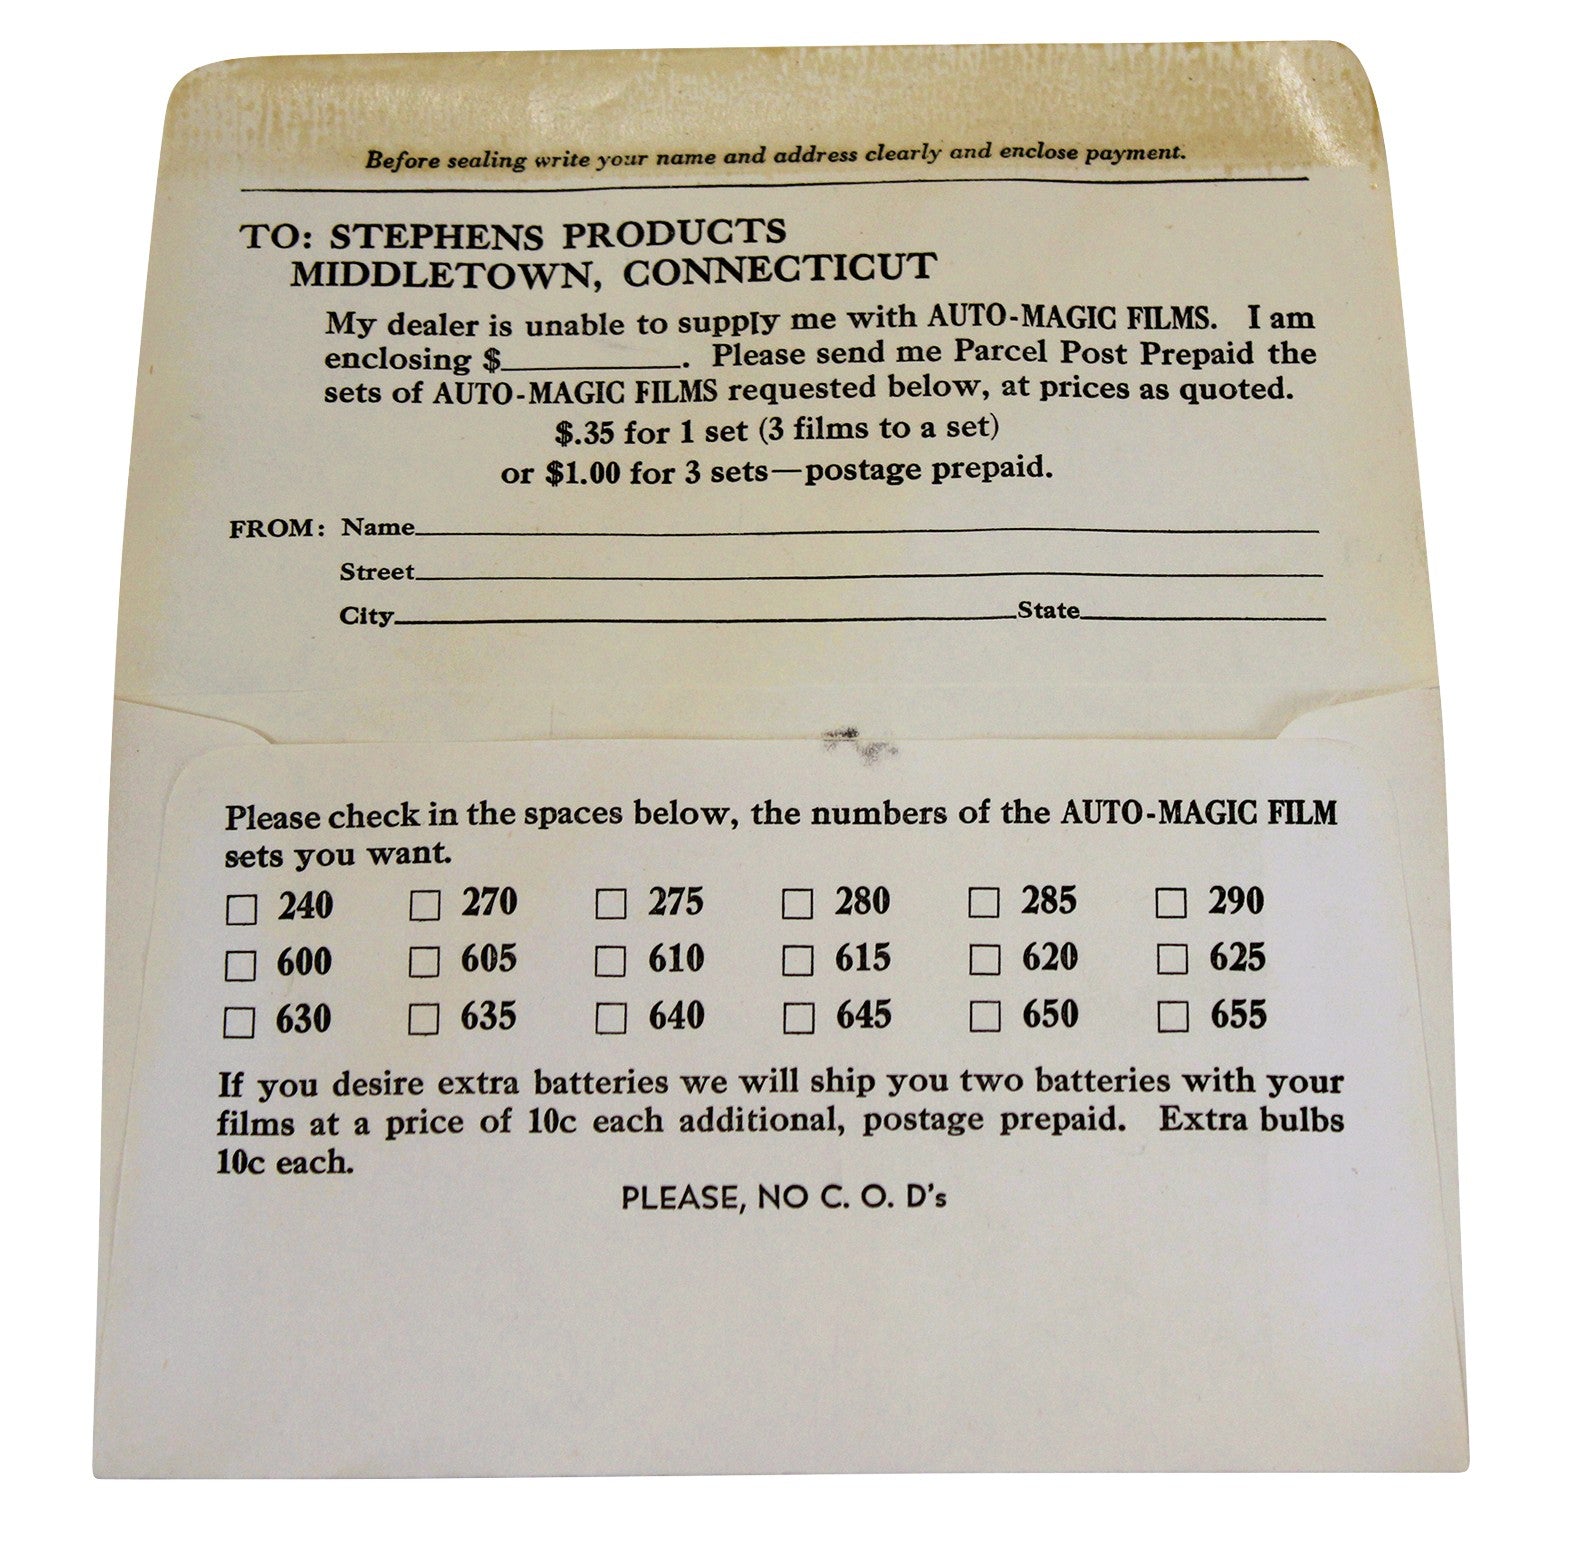 Before sealing write your name and address clearly and enclose payment.
TO: STEPHENS PRODUCTS
MIDDLETOWN, CONNECTICUT
My dealer is unable to supply me with AUTO-MAGIC FILMS. I am
enclosing $__________. Please send me Parcel Post Prepaid the
sets of AUTO-MAGIC FILMS requested below, at prices as quoted.
$.35 for 1 set (3 films to a set)
or $1.00 for 3 sets—postage prepaid.
FROM: Name__________
Street__________
City__________State__________
Please check in the spaces below, the numbers of the AUTO-MAGIC FILM
sets you want.
☐ 240 ☐ 270 ☐ 275 ☐ 280 ☐ 285 ☐ 290
☐ 600 ☐ 605 ☐ 610 ☐ 615 ☐ 620 ☐ 625
☐ 630 ☐ 635 ☐ 640 ☐ 645 ☐ 650 ☐ 655
If you desire extra batteries we will ship you two batteries with your
films at a price of 10c each additional, postage prepaid. Extra bulbs
10c each.
PLEASE, NO C. O. D's